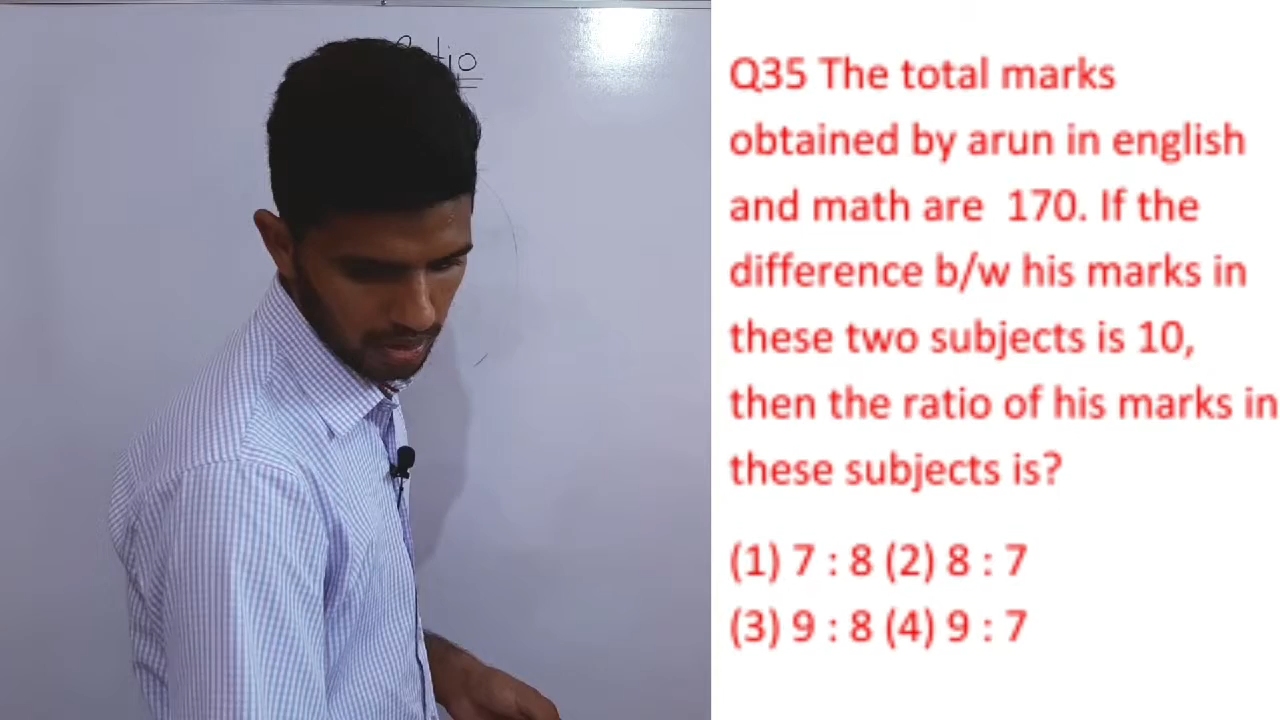 Q35 The total marks
obtained by arun in english
and math are 170. If the
difference b/w his marks in
these two subjects is 10,
then the ratio of his marks in
these subjects is?
(1) 7 : 8 (2) 8 : 7
(3) 9 : 8 (4) 9 : 7